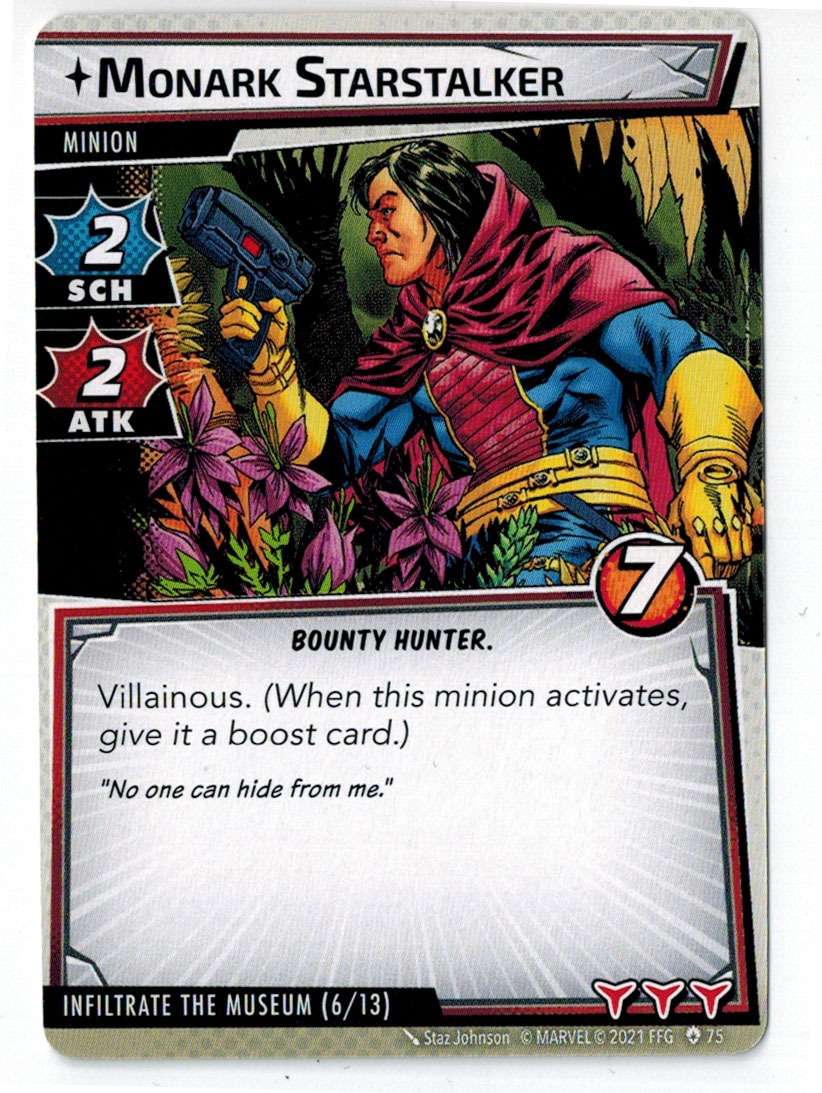 MONARK STARSTALKER
MINION
2
SCH
2
ATK
7
BOUNTY HUNTER.
Villainous. (When this minion activates,
give it a boost card.)
"No one can hide from me."
INFILTRATE THE MUSEUM (6/13)
Staz Johnson © MARVEL © 2021 FFG 75